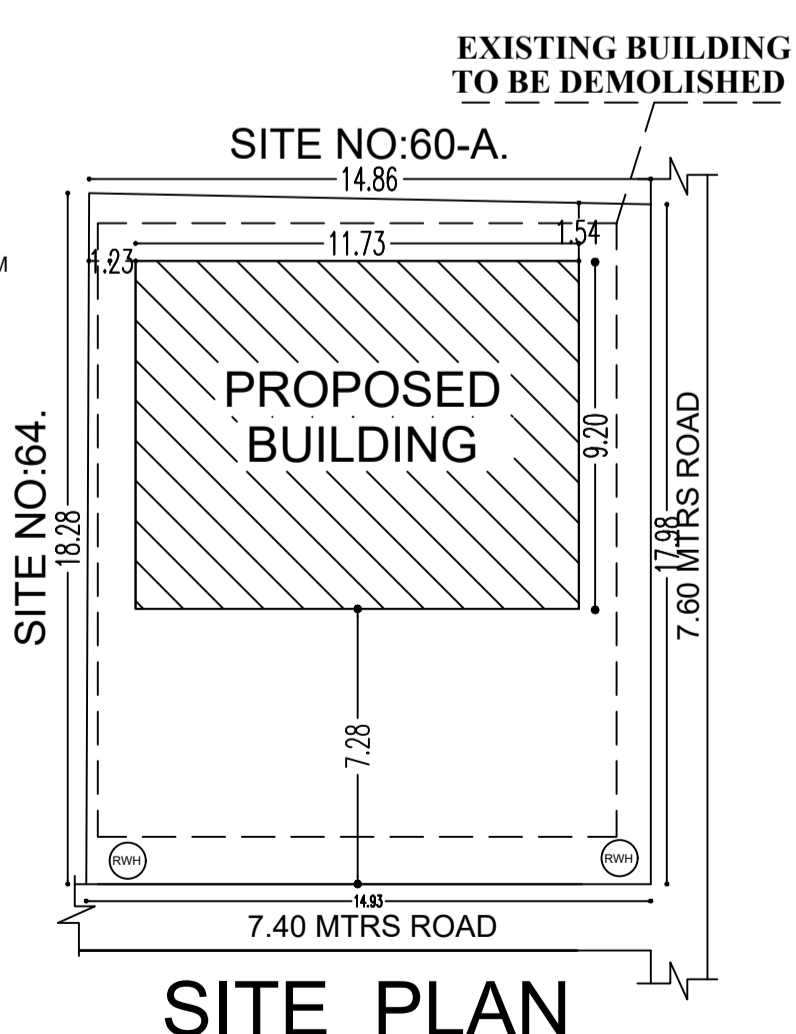 EXISTING BUILDING
TO BE DEMOLISHED
SITE NO:60-A.
14.86
1.54
11.73
1.23
M
PROPOSED
BUILDING
9.20
SITE NO:64.
18.28
17.98
7.60 MTRS ROAD
7.28
RWH
RWH
14.93
7.40 MTRS ROAD
SITE PLAN